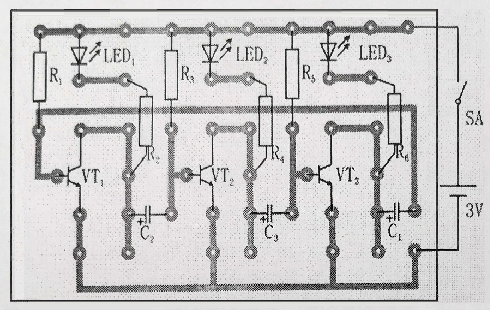 R₁ LED₁ R₃ LED₂ R₅ LED₃
SA
VT₁ R₂ VT₂ R₄ VT₃ R₆
3V
C₂ C₃ C₁